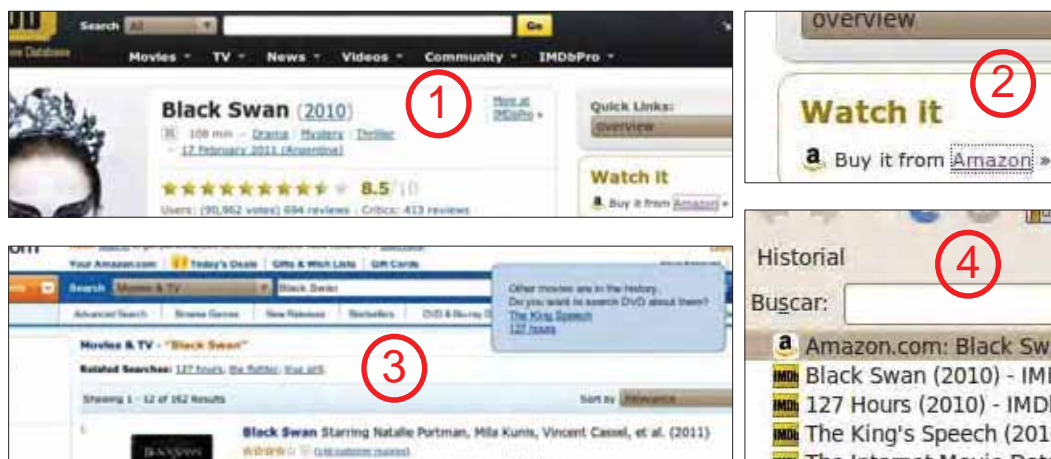 Search All Go
Movies TV News Videos Community IMDbPro
1
Black Swan (2010)
More at
IMDbPro »
R 108 min - Drama | Mystery | Thriller
- 17 February 2011 (Argentina)
8.5/10
Users: (90,962 votes) 694 reviews | Critics: 413 reviews
Quick Links:
overview
Watch It
a Buy it from Amazon »
overview
2
Watch it
a Buy it from Amazon »
Your Amazon.com Today's Deals Gifts & Wish Lists Gift Cards
Search Movies & TV Black Swan
Advanced Search Browse Genres New Releases Bestsellers DVD & Blu-ray
Other movies are in the history.
Do you want to search DVD about them?
The King Speech
127 hours
Movies & TV › "Black Swan"
Related Searches: 127 hours, the fighter, true grit.
3
Showing 1 - 12 of 162 Results
Sort by Relevance
Black Swan Starring Natalie Portman, Mila Kunis, Vincent Cassel, et al. (2011)
Historial
4
Buscar:
a Amazon.com: Black Sw
IMDb Black Swan (2010) - IMD
IMDb 127 Hours (2010) - IMD
IMDb The King's Speech (201